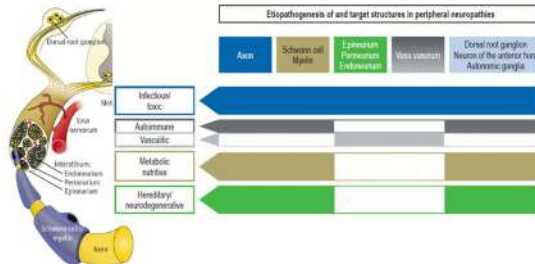 Etiopathogenesis of and target structures in peripheral neuropathies
Dorsal root ganglion
Axon
Schwann cell
Myelin
Epineurium
Perineurium
Endoneurium
Vasa vasorum
Dorsal root ganglion
Neuron of the anterior horn
Autonomic ganglia
Vasa
nervorum
Infectious/
toxic
Autoimmune
Vasculitic
Interstitium:
Endoneurium
Perineurium
Epineurium
Metabolic
nutritive
Hereditary/
neurodegenerative
Schwann cell/
myelin
Axon